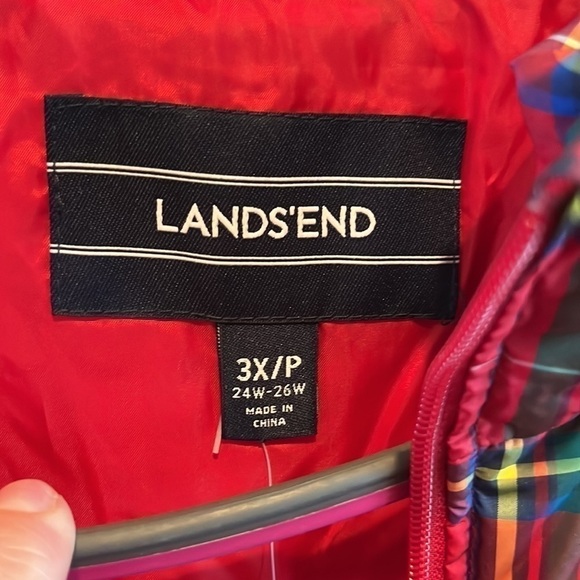 LANDS'END
3X/P
24W-26W
MADE IN
CHINA